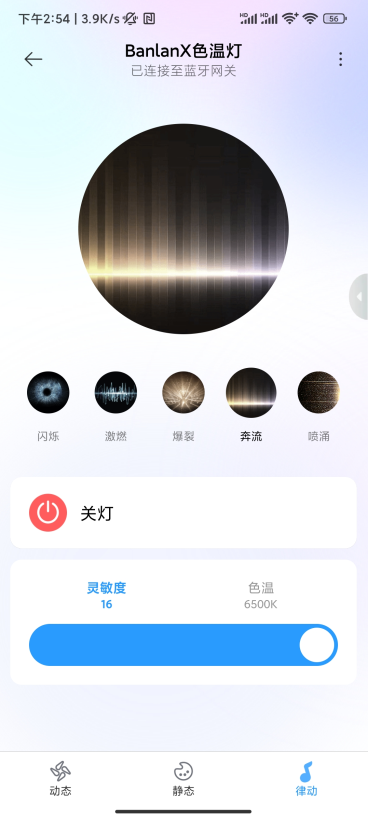 下午2:54 | 3.9K/s
HD HD 56
BanlanX色温灯
已连接至蓝牙网关
闪烁 激燃 爆裂 奔流 喷涌
关灯
灵敏度 色温
16 6500K
动态 静态 律动